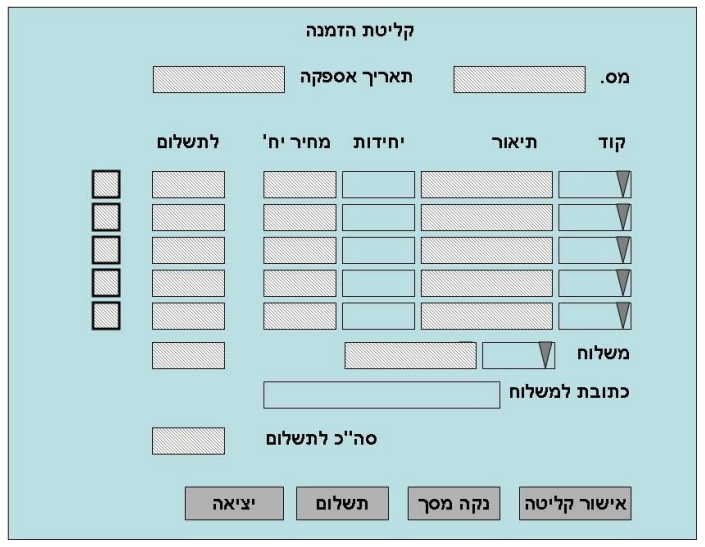 קליטת הזמנה
מס. תאריך אספקה
קוד תיאור יחידות מחיר יח' לתשלום
משלוח
כתובת למשלוח
סה''כ לתשלום
אישור קליטה נקה מסך תשלום יציאה